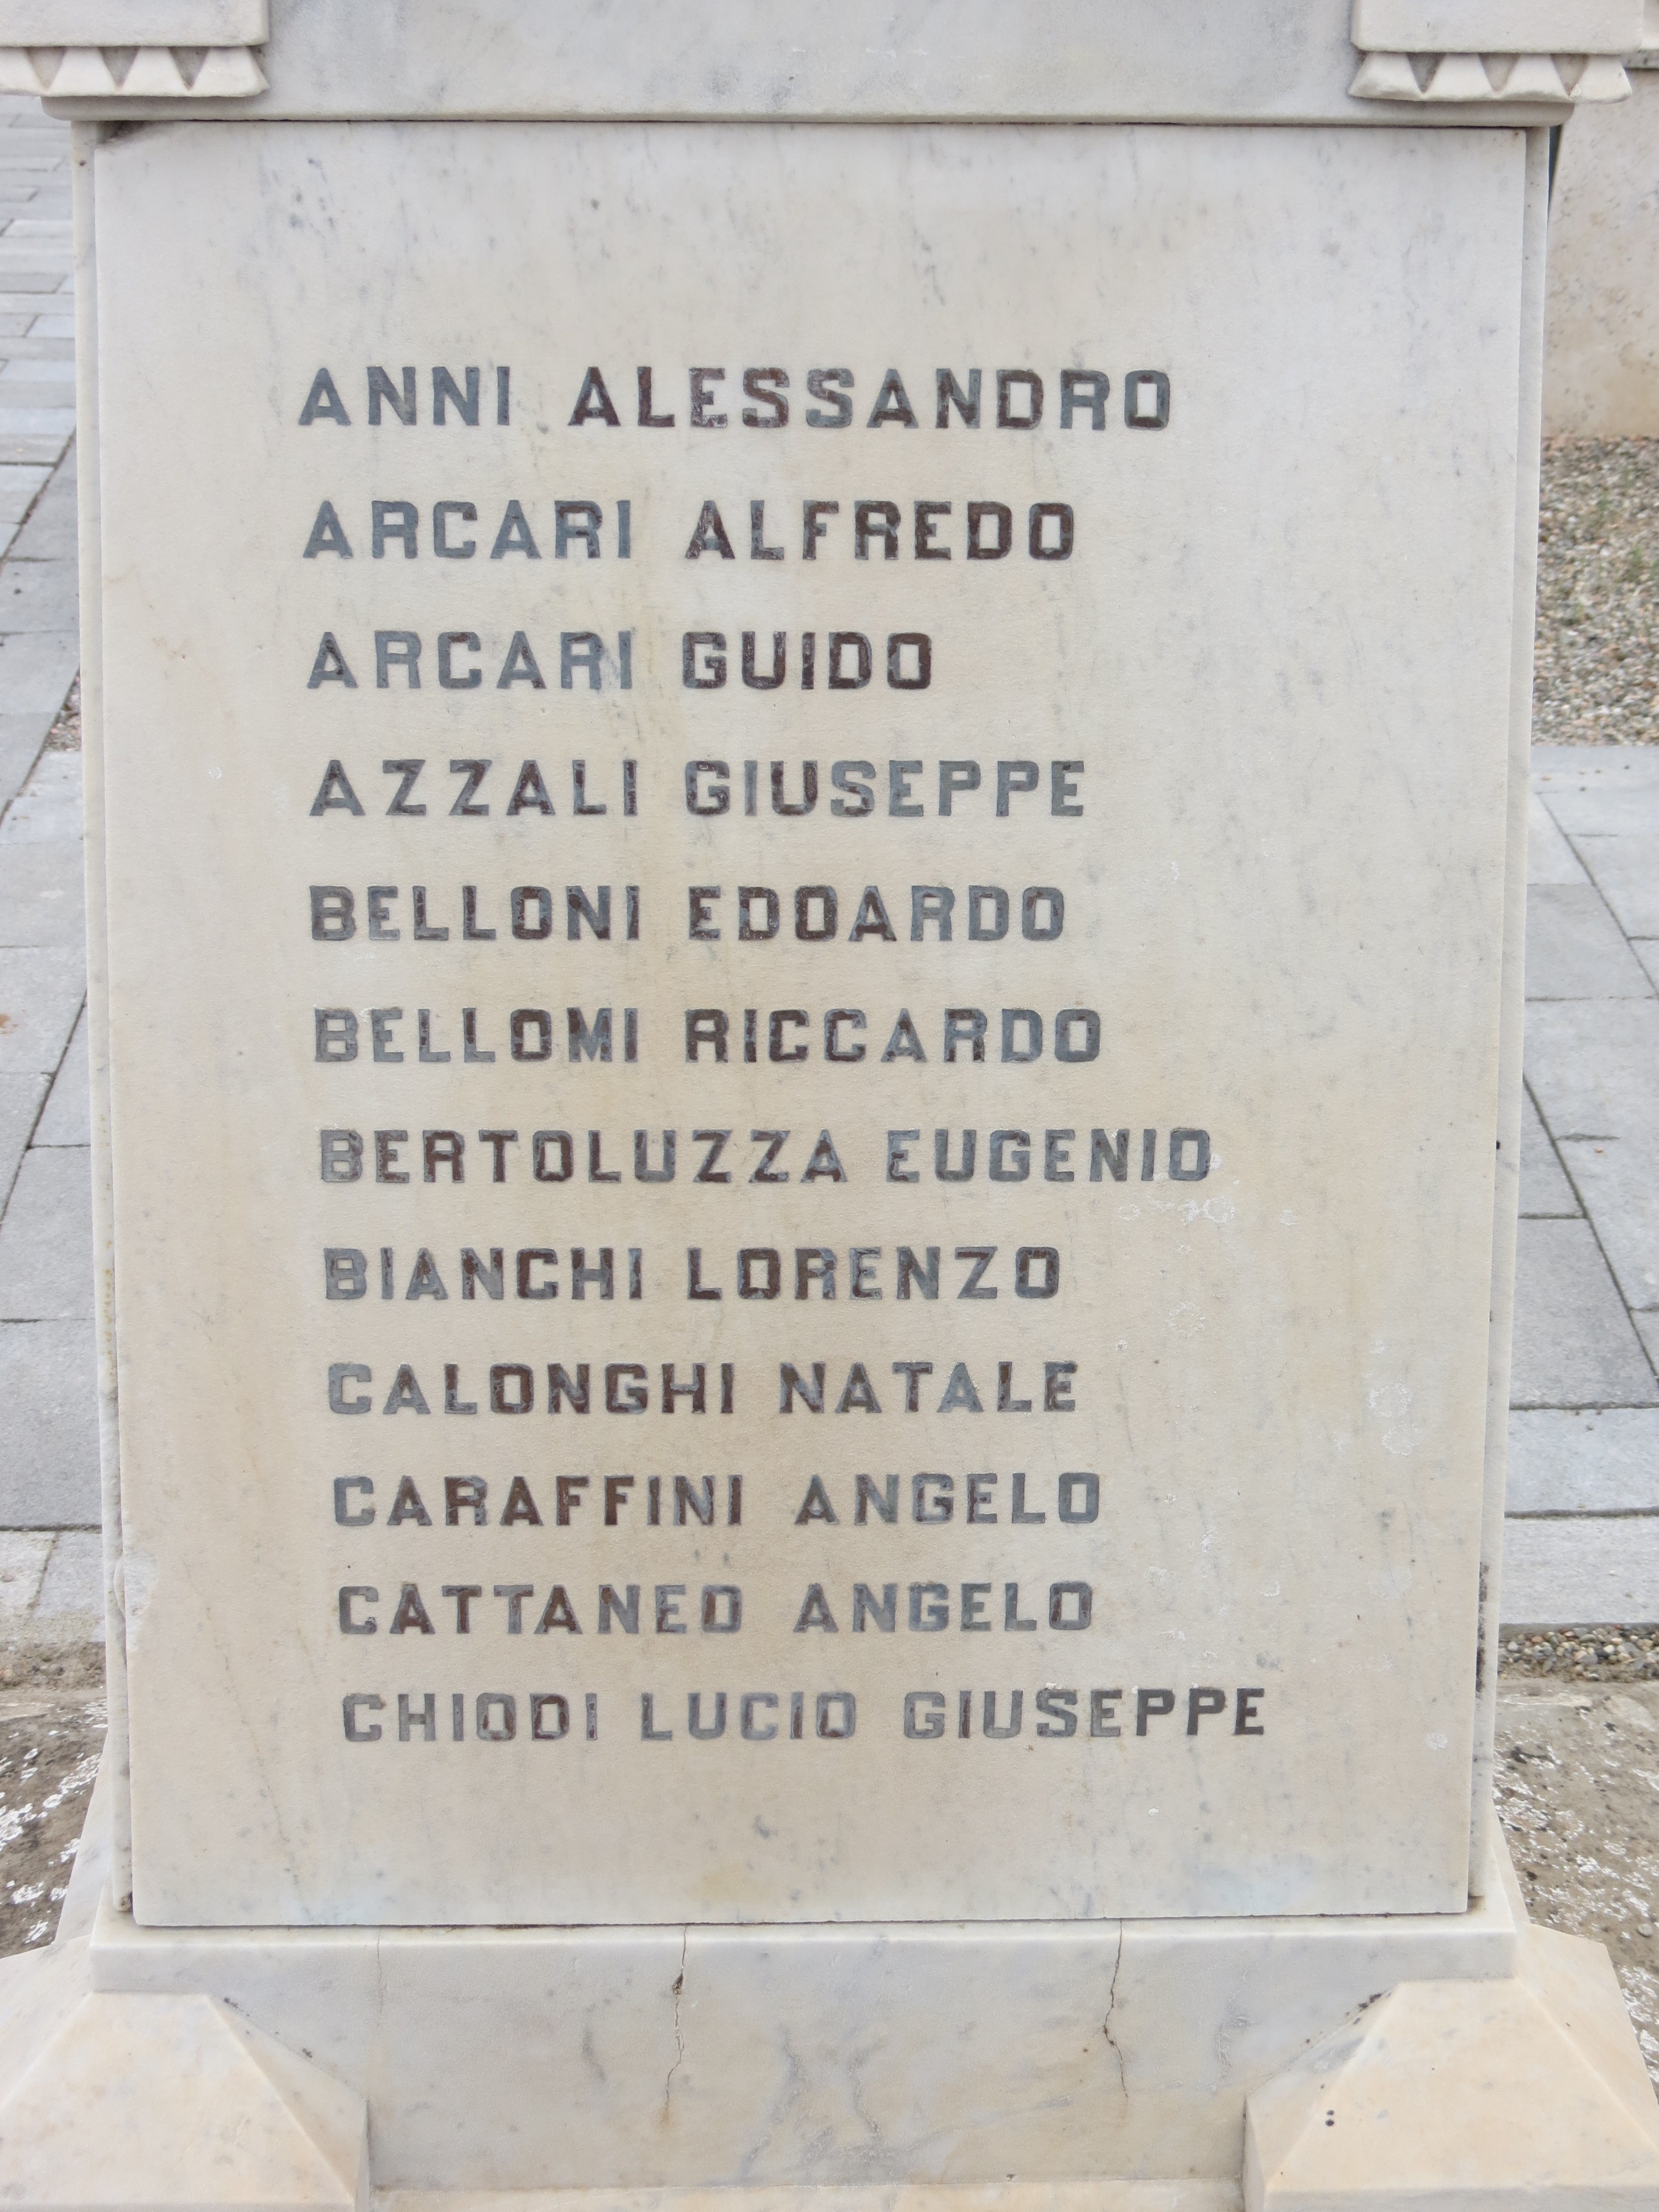 ANNI ALESSANDRO
ARCARI ALFREDO
ARCARI GUIDO
AZZALI GIUSEPPE
BELLONI EDOARDO
BELLOMI RICCARDO
BERTOLUZZA EUGENIO
BIANCHI LORENZO
CALONGHI NATALE
CARAFFINI ANGELO
CATTANEO ANGELO
CHIODI LUCIO GIUSEPPE